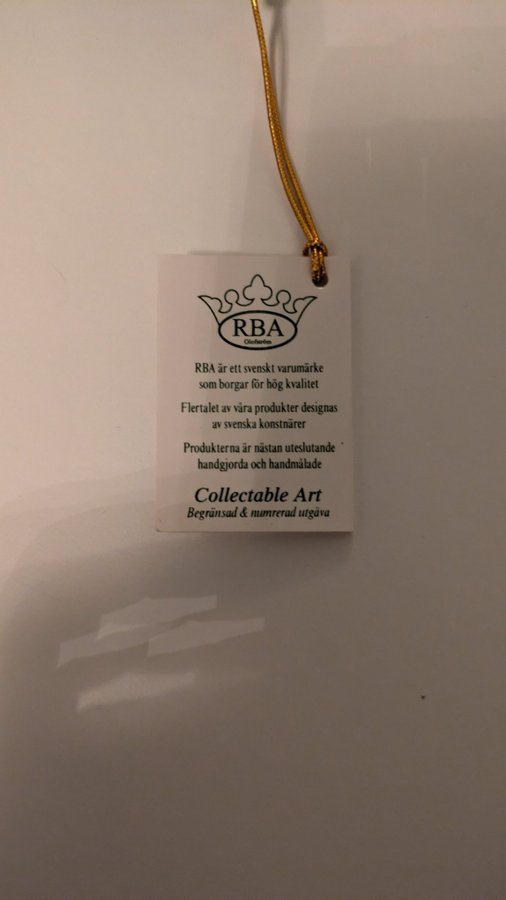 RBA
Olofström
RBA är ett svenskt varumärke
som borgar för hög kvalitet
Flertalet av våra produkter designas
av svenska konstnärer
Produkterna är nästan uteslutande
handgjorda och handmålade
Collectable Art
Begränsad & numrerad utgåva